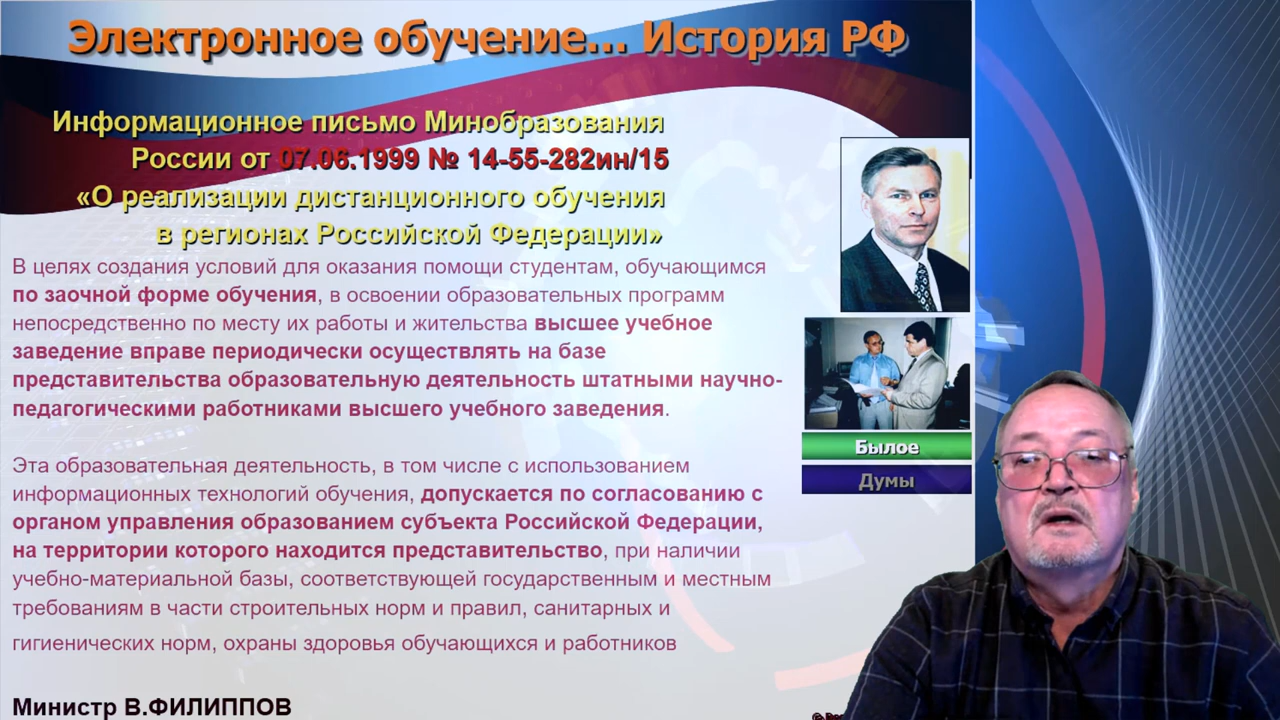 Электронное обучение... История РФ
Информационное письмо Минобразования
России от 07.06.1999 № 14-55-282ин/15
«О реализации дистанционного обучения
в регионах Российской Федерации»
В целях создания условий для оказания помощи студентам, обучающимся
по заочной форме обучения, в освоении образовательных программ
непосредственно по месту их работы и жительства высшее учебное
заведение вправе периодически осуществлять на базе
представительства образовательную деятельность штатными научно-
педагогическими работниками высшего учебного заведения.
Эта образовательная деятельность, в том числе с использованием
информационных технологий обучения, допускается по согласованию с
органом управления образованием субъекта Российской Федерации,
на территории которого находится представительство, при наличии
учебно-материальной базы, соответствующей государственным и местным
требованиям в части строительных норм и правил, санитарных и
гигиенических норм, охраны здоровья обучающихся и работников
Министр В.ФИЛИППОВ
Былое
Думы